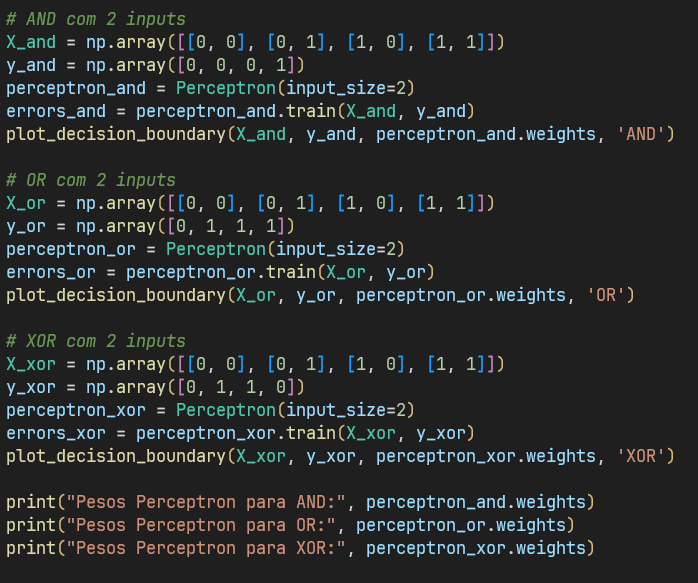 # AND com 2 inputs
X_and = np.array([[0, 0], [0, 1], [1, 0], [1, 1]])
y_and = np.array([0, 0, 0, 1])
perceptron_and = Perceptron(input_size=2)
errors_and = perceptron_and.train(X_and, y_and)
plot_decision_boundary(X_and, y_and, perceptron_and.weights, 'AND')

# OR com 2 inputs
X_or = np.array([[0, 0], [0, 1], [1, 0], [1, 1]])
y_or = np.array([0, 1, 1, 1])
perceptron_or = Perceptron(input_size=2)
errors_or = perceptron_or.train(X_or, y_or)
plot_decision_boundary(X_or, y_or, perceptron_or.weights, 'OR')

# XOR com 2 inputs
X_xor = np.array([[0, 0], [0, 1], [1, 0], [1, 1]])
y_xor = np.array([0, 1, 1, 0])
perceptron_xor = Perceptron(input_size=2)
errors_xor = perceptron_xor.train(X_xor, y_xor)
plot_decision_boundary(X_xor, y_xor, perceptron_xor.weights, 'XOR')

print("Pesos Perceptron para AND:", perceptron_and.weights)
print("Pesos Perceptron para OR:", perceptron_or.weights)
print("Pesos Perceptron para XOR:", perceptron_xor.weights)